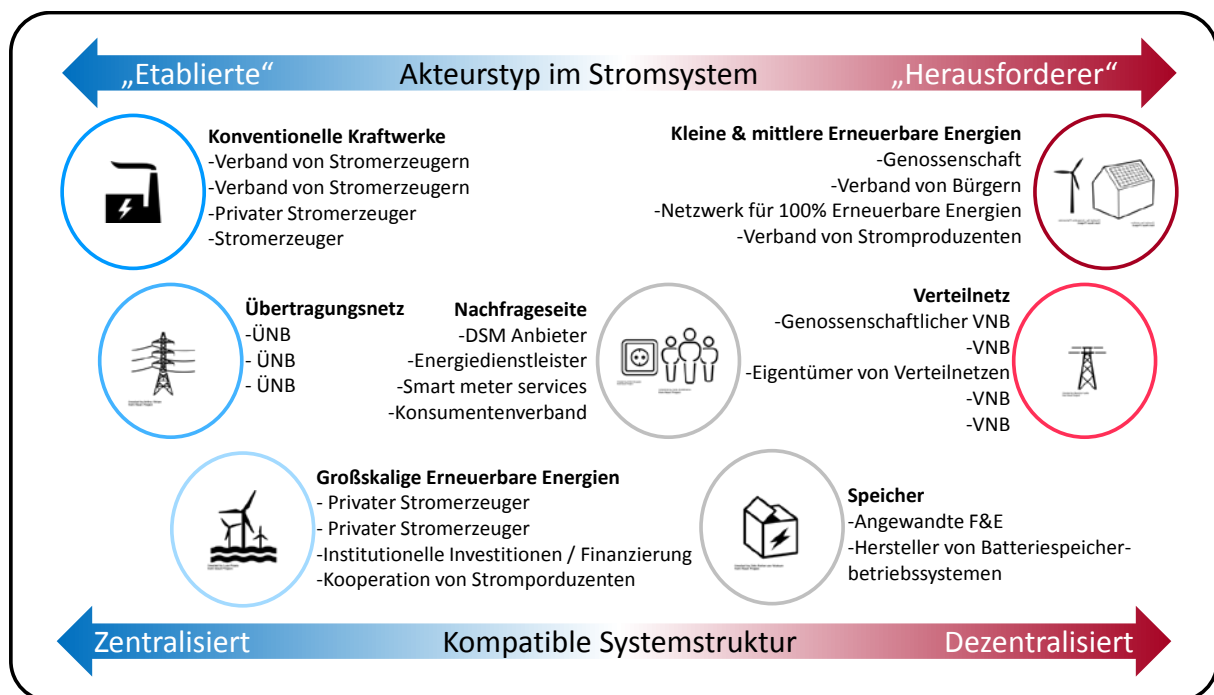 „Etablierte“ Akteurstyp im Stromsystem „Herausforderer“
Konventionelle Kraftwerke
-Verband von Stromerzeugern
-Verband von Stromerzeugern
-Privater Stromerzeuger
-Stromerzeuger
Kleine & mittlere Erneuerbare Energien
-Genossenschaft
-Verband von Bürgern
-Netzwerk für 100% Erneuerbare Energien
-Verband von Stromproduzenten
Übertragungsnetz
-ÜNB
- ÜNB
- ÜNB
Nachfrageseite
-DSM Anbieter
-Energiedienstleister
-Smart meter services
-Konsumentenverband
Verteilnetz
-Genossenschaftlicher VNB
-VNB
-Eigentümer von Verteilnetzen
-VNB
-VNB
Großskalige Erneuerbare Energien
- Privater Stromerzeuger
- Privater Stromerzeuger
-Institutionelle Investitionen / Finanzierung
-Kooperation von Stromporduzenten
Speicher
-Angewandte F&E
-Hersteller von Batteriespeicher-
betriebssystemen
Zentralisiert Kompatible Systemstruktur Dezentralisiert